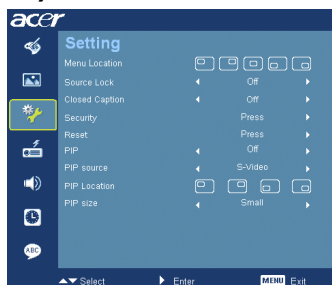 acer
Setting
Menu Location
Source Lock Off
Closed Caption Off
Security Press
Reset Press
PIP Off
PIP source S-Video
PIP Location
PIP size Small
ABC
Select Enter MENU Exit